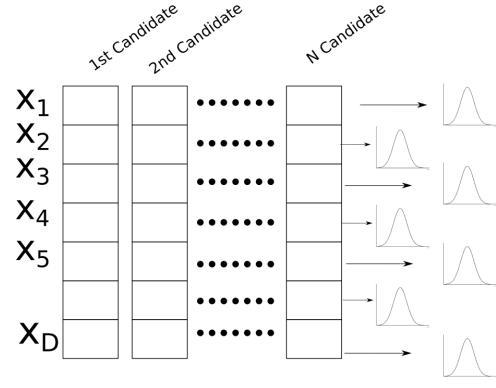 1st Candidate
2nd Candidate
N Candidate
x1
x2
x3
x4
x5
xD